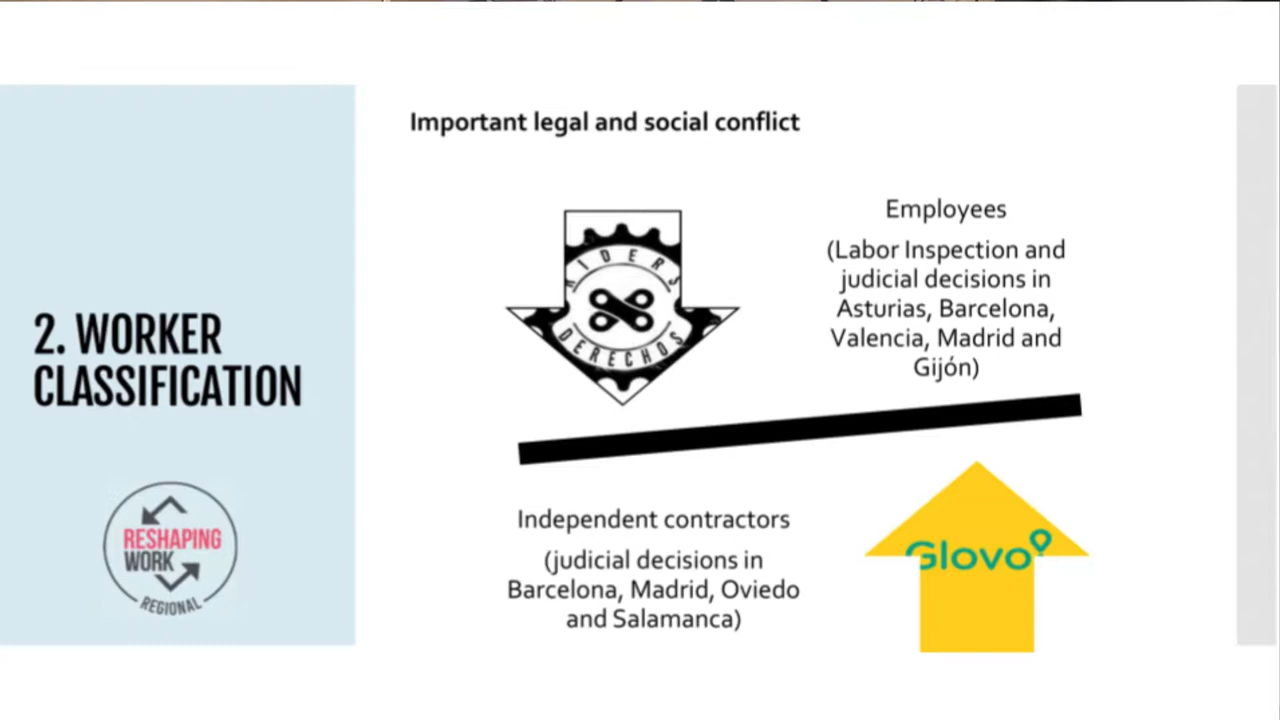 Important legal and social conflict
2. WORKER
CLASSIFICATION
RESHAPING
WORK
REGIONAL
RIDERS
DERECHOS
Employees
(Labor Inspection and
judicial decisions in
Asturias, Barcelona,
Valencia, Madrid and
Gijón)
Independent contractors
(judicial decisions in
Barcelona, Madrid, Oviedo
and Salamanca)
Glovo